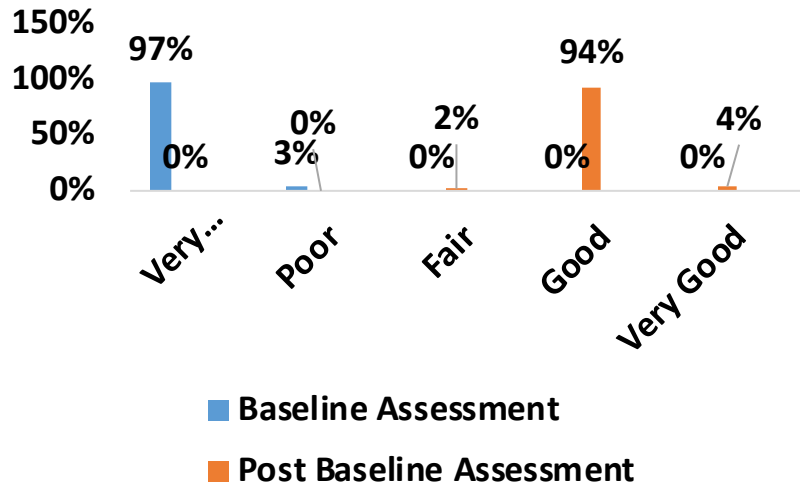 150%
100%
50%
0%
97%
0%
3%
0%
0%
2%
0%
94%
0%
4%
Very...
Poor
Fair
Good
Very Good
Baseline Assessment
Post Baseline Assessment